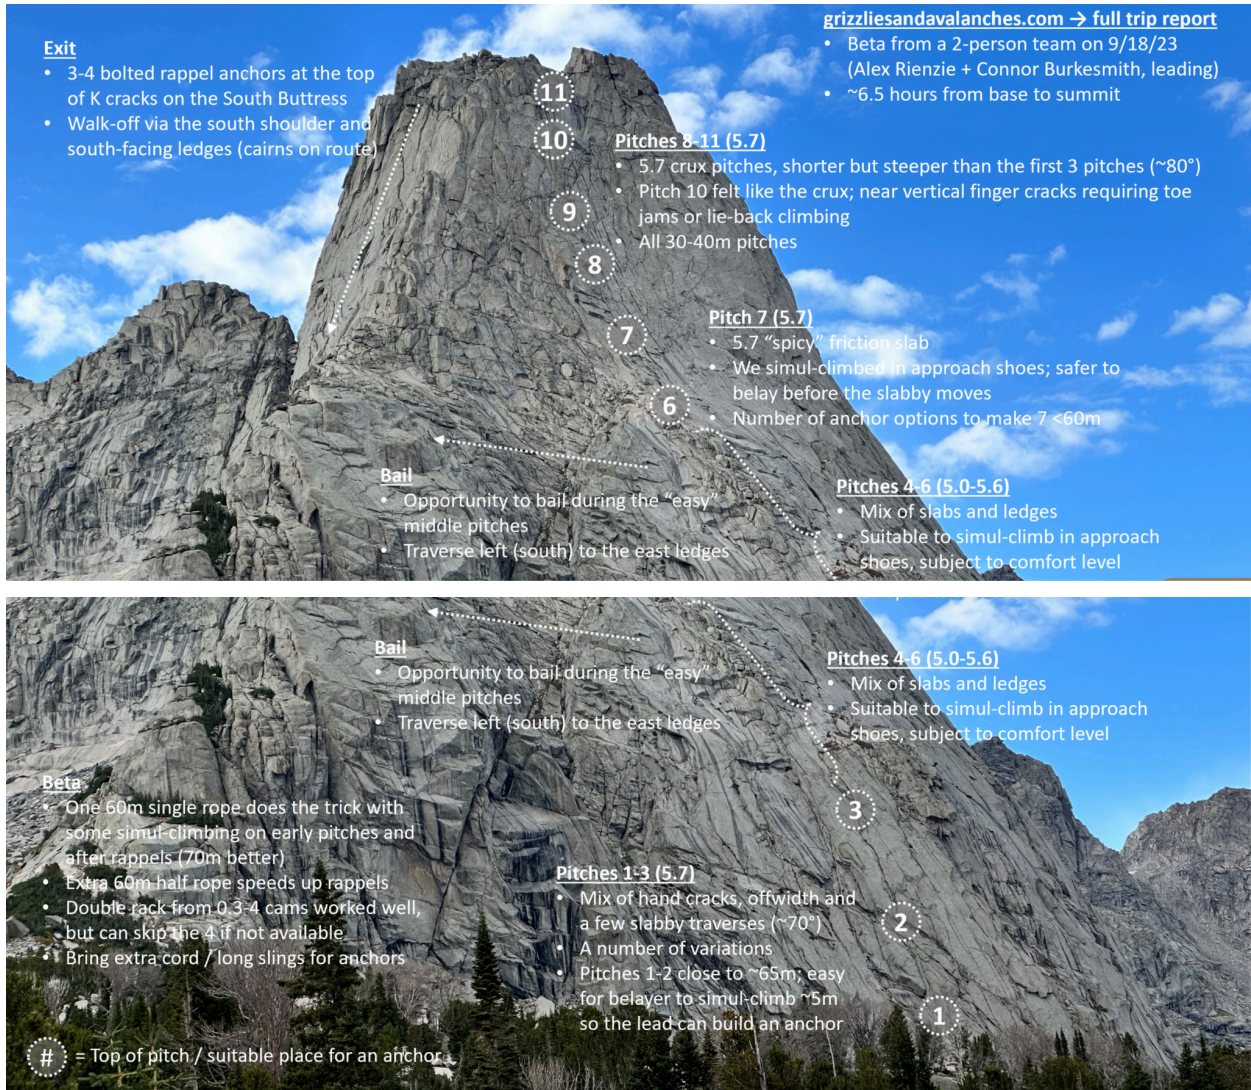 grizzliesandavalanches.com → full trip report
• Beta from a 2-person team on 9/18/23
(Alex Rienzie + Connor Burkesmith, leading)
• ~6.5 hours from base to summit
Exit
• 3-4 bolted rappel anchors at the top
of K cracks on the South Buttress
• Walk-off via the south shoulder and
south-facing ledges (cairns on route)
11
10
Pitches 8-11 (5.7)
• 5.7 crux pitches, shorter but steeper than the first 3 pitches (~80°)
• Pitch 10 felt like the crux; near vertical finger cracks requiring toe
jams or lie-back climbing
• All 30-40m pitches
9
8
7
Pitch 7 (5.7)
• 5.7 “spicy” friction slab
• We simul-climbed in approach shoes; safer to
belay before the slabby moves
• Number of anchor options to make 7 <60m
6
Bail
• Opportunity to bail during the “easy”
middle pitches
• Traverse left (south) to the east ledges
Pitches 4-6 (5.0-5.6)
• Mix of slabs and ledges
• Suitable to simul-climb in approach
shoes, subject to comfort level
Bail
• Opportunity to bail during the “easy”
middle pitches
• Traverse left (south) to the east ledges
Pitches 4-6 (5.0-5.6)
• Mix of slabs and ledges
• Suitable to simul-climb in approach
shoes, subject to comfort level
Beta
• One 60m single rope does the trick with
some simul-climbing on early pitches and
after rappels (70m better)
• Extra 60m half rope speeds up rappels
• Double rack from 0.3-4 cams worked well,
but can skip the 4 if not available
• Bring extra cord / long slings for anchors
3
Pitches 1-3 (5.7)
• Mix of hand cracks, offwidth and
a few slabby traverses (~70°)
• A number of variations
• Pitches 1-2 close to ~65m; easy
for belayer to simul-climb ~5m
so the lead can build an anchor
2
1
# = Top of pitch / suitable place for an anchor